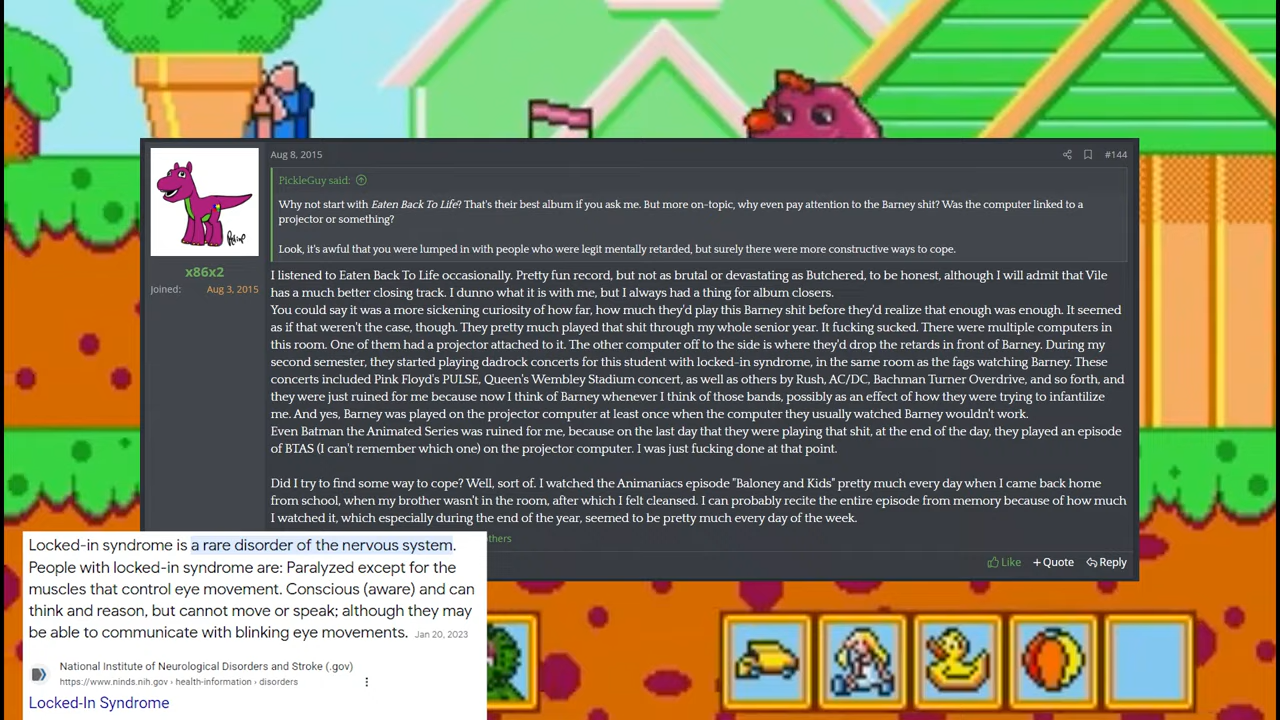 Aug 8, 2015
#144
PickleGuy said:
Why not start with Eaten Back To Life? That's their best album if you ask me. But more on-topic, why even pay attention to the Barney shit? Was the computer linked to a
projector or something?
Look, it's awful that you were lumped in with people who were legit mentally retarded, but surely there were more constructive ways to cope.
x86x2
Joined: Aug 3, 2015
I listened to Eaten Back To Life occasionally. Pretty fun record, but not as brutal or devastating as Butchered, to be honest, although I will admit that Vile
has a much better closing track. I dunno what it is with me, but I always had a thing for album closers.
You could say it was a more sickening curiosity of how far, how much they'd play this Barney shit before they'd realize that enough was enough. It seemed
as if that weren't the case, though. They pretty much played that shit through my whole senior year. It fucking sucked. There were multiple computers in
this room. One of them had a projector attached to it. The other computer off to the side is where they'd drop the retards in front of Barney. During my
second semester, they started playing dadrock concerts for this student with locked-in syndrome, in the same room as the fags watching Barney. These
concerts included Pink Floyd's PULSE, Queen's Wembley Stadium concert, as well as others by Rush, AC/DC, Bachman Turner Overdrive, and so forth, and
they were just ruined for me because now I think of Barney whenever I think of those bands, possibly as an effect of how they were trying to infantilize
me. And yes, Barney was played on the projector computer at least once when the computer they usually watched Barney wouldn't work.
Even Batman the Animated Series was ruined for me, because on the last day that they were playing that shit, at the end of the day, they played an episode
of BTAS (I can't remember which one) on the projector computer. I was just fucking done at that point.
Did I try to find some way to cope? Well, sort of. I watched the Animaniacs episode "Baloney and Kids" pretty much every day when I came back home
from school, when my brother wasn't in the room, after which I felt cleansed. I can probably recite the entire episode from memory because of how much
I watched it, which especially during the end of the year, seemed to be pretty much every day of the week.
others
Like +Quote Reply
Locked-in syndrome is a rare disorder of the nervous system.
People with locked-in syndrome are: Paralyzed except for the
muscles that control eye movement. Conscious (aware) and can
think and reason, but cannot move or speak; although they may
be able to communicate with blinking eye movements. Jan 20, 2023
National Institute of Neurological Disorders and Stroke (.gov)
https://www.ninds.nih.gov › health-information › disorders
Locked-In Syndrome